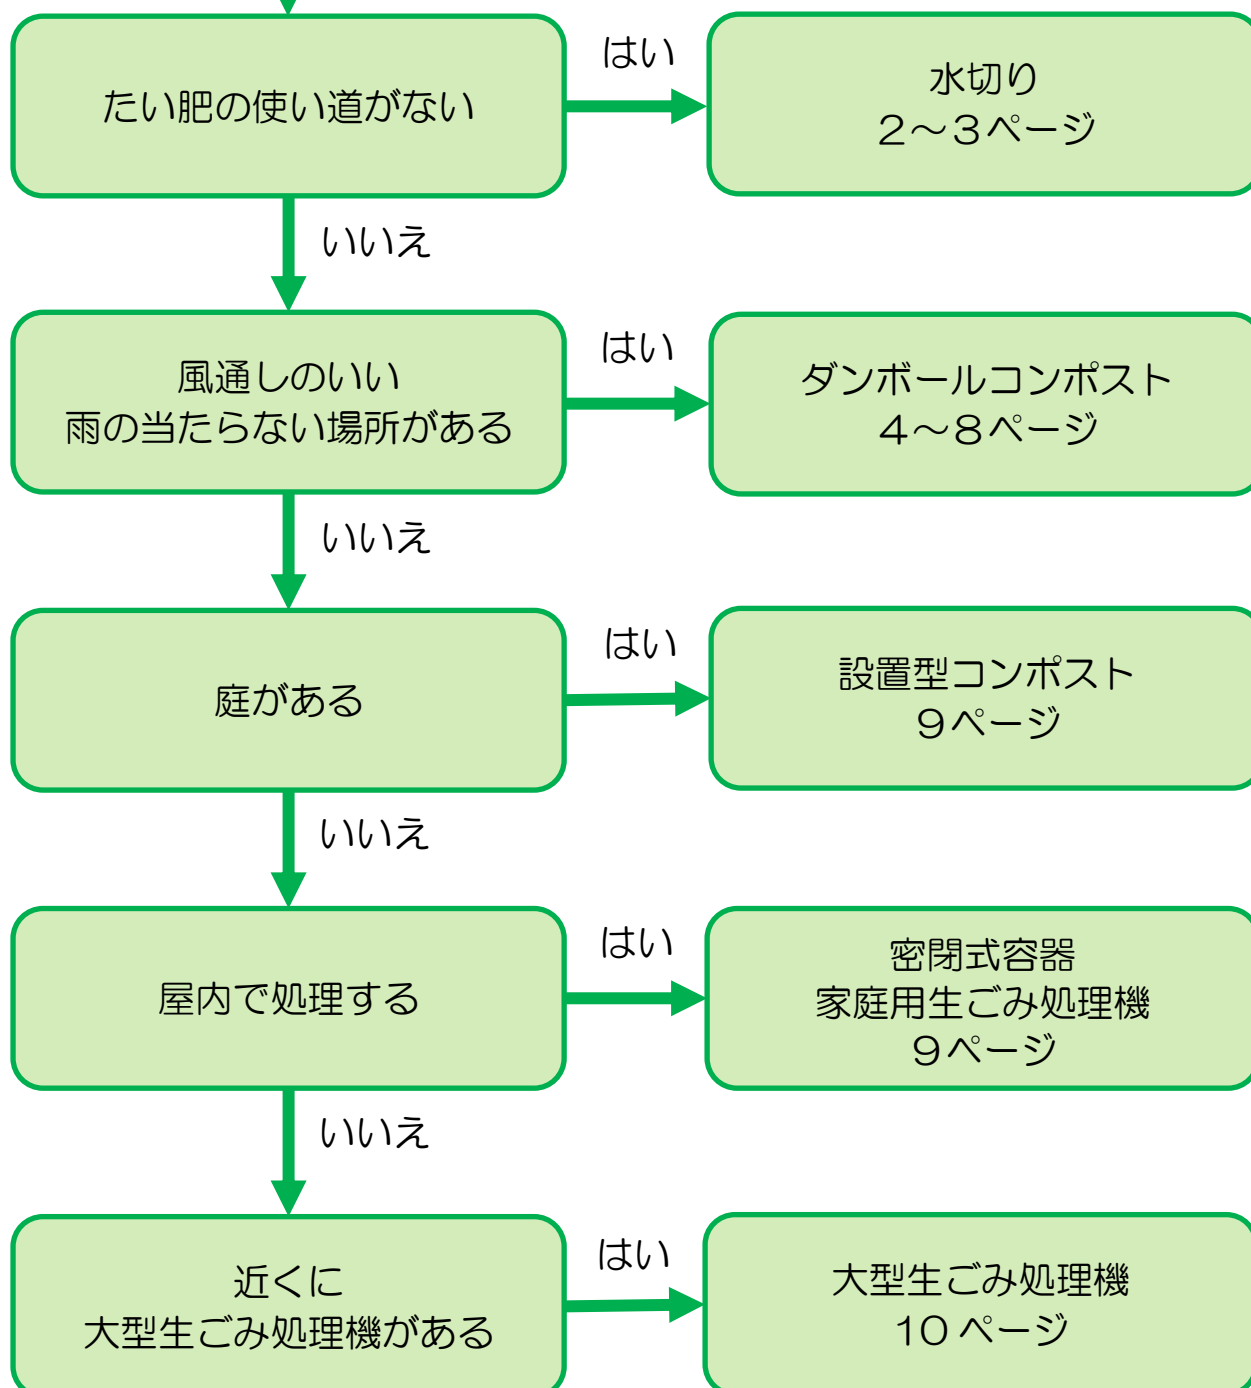 たい肥の使い道がない
はい
水切り
２～３ページ
いいえ
風通しのいい
雨の当たらない場所がある
はい
ダンボールコンポスト
４～８ページ
いいえ
庭がある
はい
設置型コンポスト
９ページ
いいえ
屋内で処理する
はい
密閉式容器
家庭用生ごみ処理機
９ページ
いいえ
近くに
大型生ごみ処理機がある
はい
大型生ごみ処理機
10 ページ